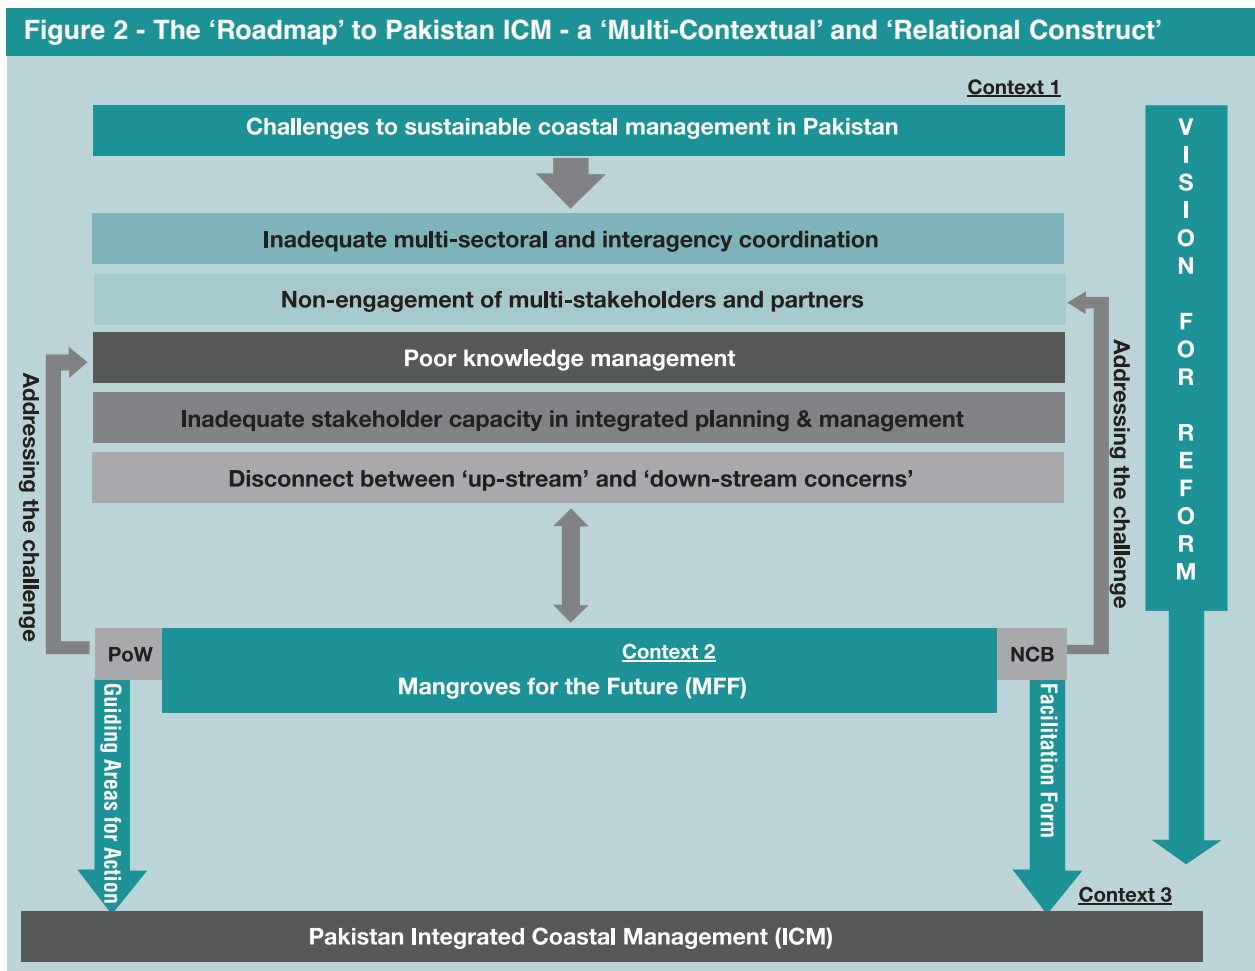 Figure 2 - The ‘Roadmap’ to Pakistan ICM - a ‘Multi-Contextual’ and ‘Relational Construct’
Context 1
Challenges to sustainable coastal management in Pakistan
Inadequate multi-sectoral and interagency coordination
Non-engagement of multi-stakeholders and partners
Poor knowledge management
Inadequate stakeholder capacity in integrated planning & management
Disconnect between ‘up-stream’ and ‘down-stream concerns’
Addressing the challenge
Addressing the challenge
VISION FOR REFORM
PoW
Context 2
Mangroves for the Future (MFF)
NCB
Guiding Areas for Action
Facilitation Form
Context 3
Pakistan Integrated Coastal Management (ICM)